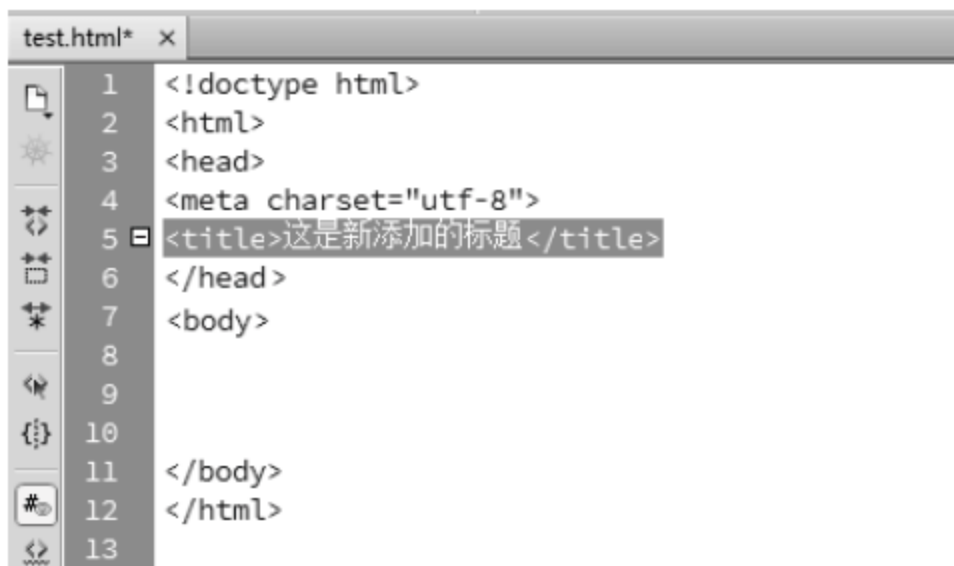 test.html* ×
1 <!doctype html>
2 <html>
3 <head>
4 <meta charset="utf-8">
5 <title>这是新添加的标题</title>
6 </head>
7 <body>
8
9
10
11 </body>
12 </html>
13